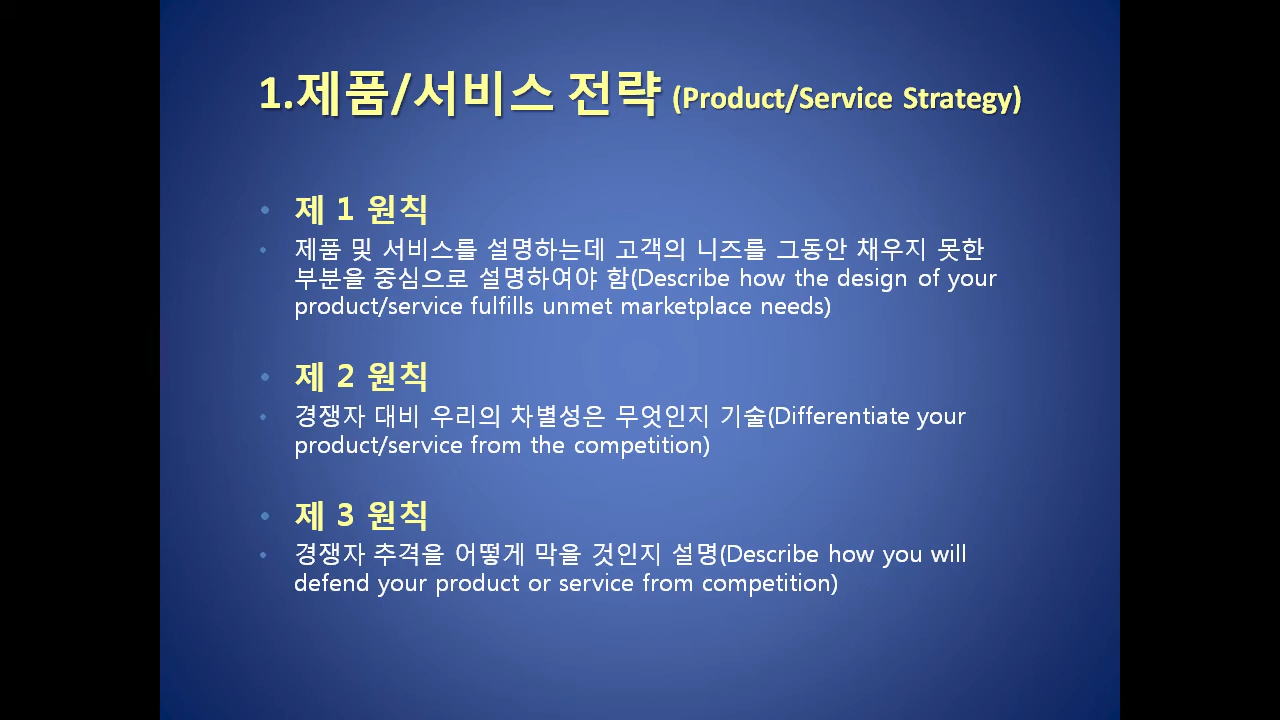 1.제품/서비스 전략 (Product/Service Strategy)
• 제 1 원칙
• 제품 및 서비스를 설명하는데 고객의 니즈를 그동안 채우지 못한
부분을 중심으로 설명하여야 함(Describe how the design of your
product/service fulfills unmet marketplace needs)
• 제 2 원칙
• 경쟁자 대비 우리의 차별성은 무엇인지 기술(Differentiate your
product/service from the competition)
• 제 3 원칙
• 경쟁자 추격을 어떻게 막을 것인지 설명(Describe how you will
defend your product or service from competition)